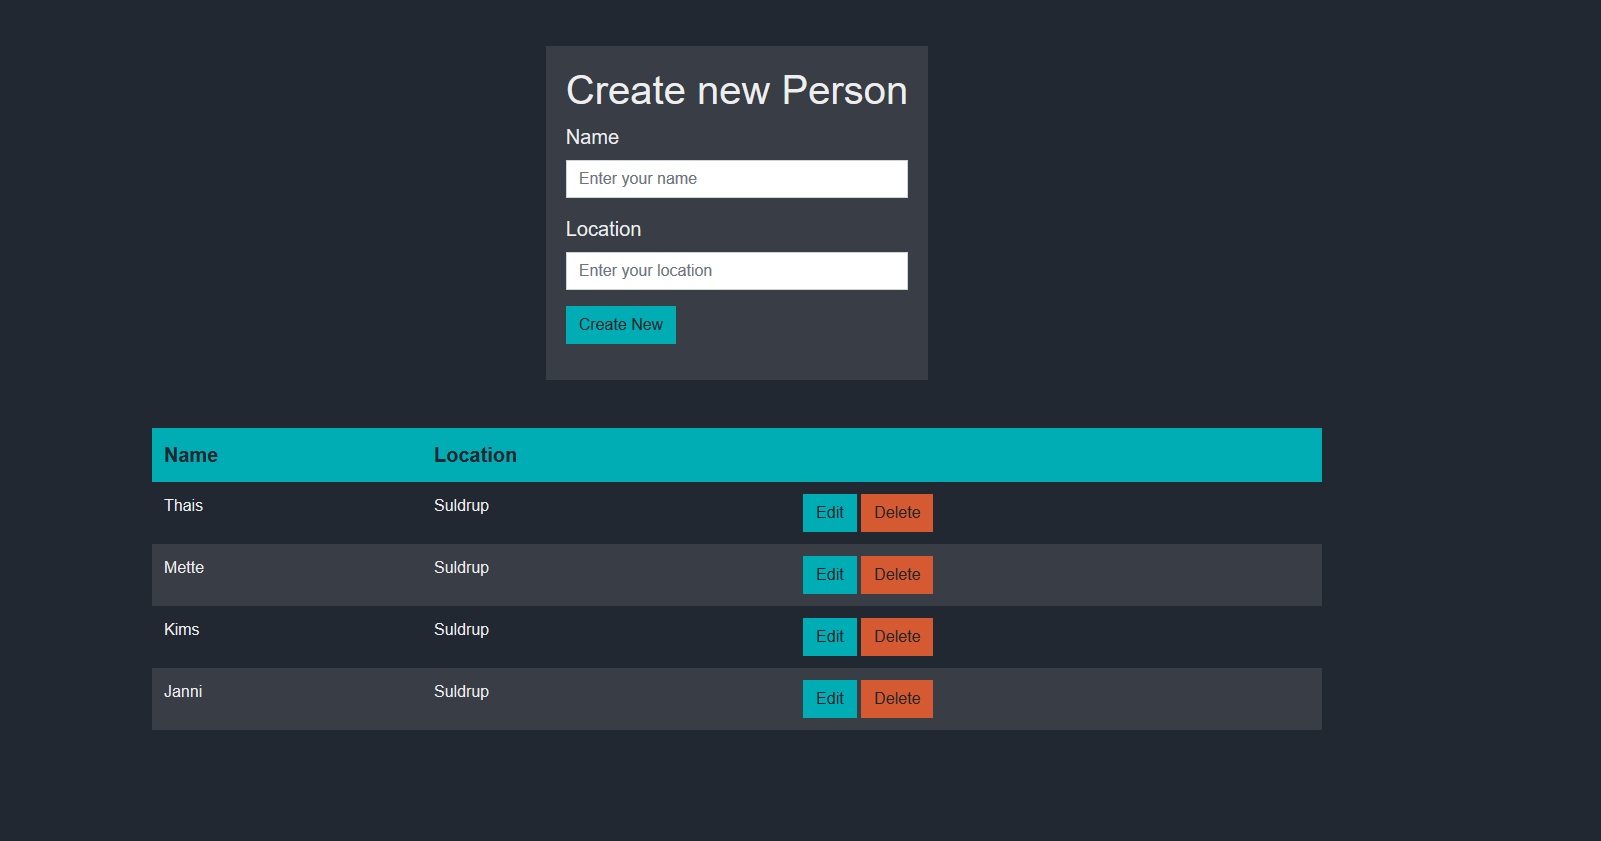 Create new Person
Name
Enter your name
Location
Enter your location
Create New
Name Location
Thais Suldrup Edit Delete
Mette Suldrup Edit Delete
Kims Suldrup Edit Delete
Janni Suldrup Edit Delete